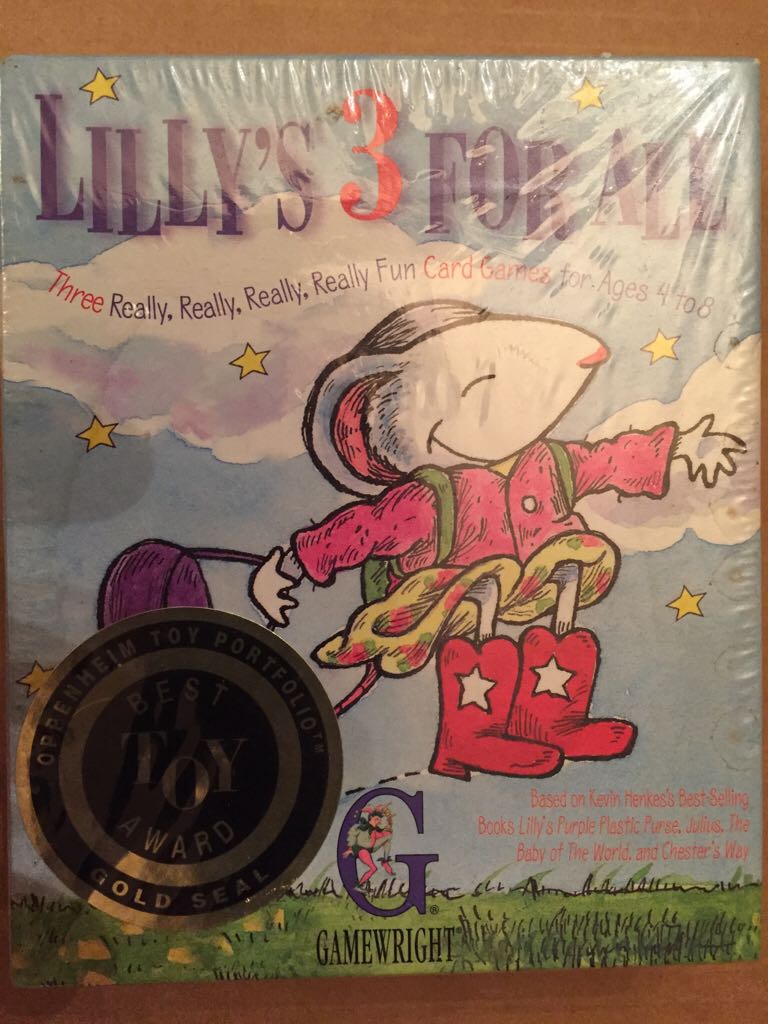 LILLY'S 3 FOR ALL
Three Really, Really, Really, Really Fun Card Games for Ages 4 to 8
OPPENHEIM TOY PORTFOLIO™
BEST
TOY
AWARD
GOLD SEAL
Based on Kevin Henkes's Best-Selling
Books Lilly's Purple Plastic Purse, Julius, The
Baby of The World, and Chester's Way
G®
GAMEWRIGHT